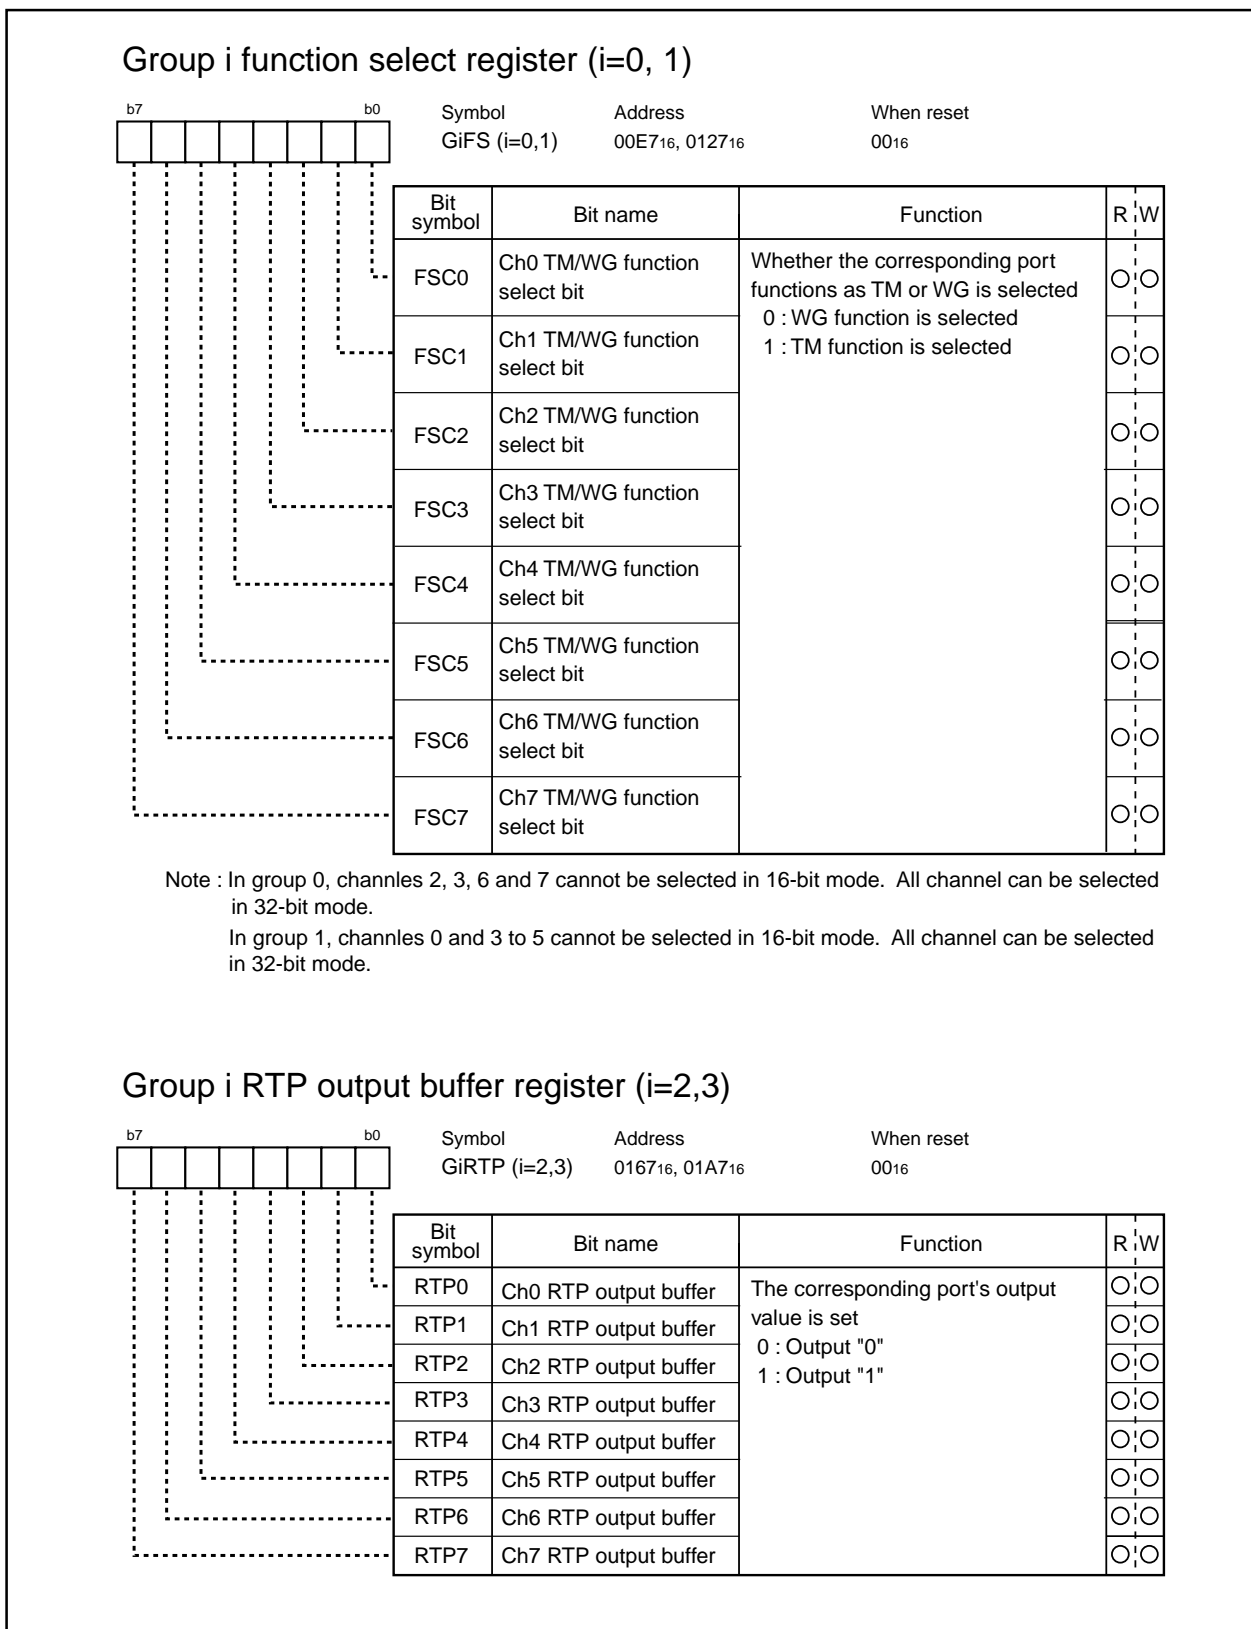 Group i function select register (i=0, 1)
b7 b0 Symbol Address When reset
GiFS (i=0,1) 00E716, 012716 0016
Bit symbol Bit name Function R W
FSC0 Ch0 TM/WG function select bit
Whether the corresponding port
functions as TM or WG is selected
0 : WG function is selected
1 : TM function is selected
FSC1 Ch1 TM/WG function select bit
FSC2 Ch2 TM/WG function select bit
FSC3 Ch3 TM/WG function select bit
FSC4 Ch4 TM/WG function select bit
FSC5 Ch5 TM/WG function select bit
FSC6 Ch6 TM/WG function select bit
FSC7 Ch7 TM/WG function select bit
Note : In group 0, channles 2, 3, 6 and 7 cannot be selected in 16-bit mode. All channel can be selected
in 32-bit mode.
In group 1, channles 0 and 3 to 5 cannot be selected in 16-bit mode. All channel can be selected
in 32-bit mode.
Group i RTP output buffer register (i=2,3)
b7 b0 Symbol Address When reset
GiRTP (i=2,3) 016716, 01A716 0016
Bit symbol Bit name Function R W
RTP0 Ch0 RTP output buffer
The corresponding port's output
value is set
0 : Output "0"
1 : Output "1"
RTP1 Ch1 RTP output buffer
RTP2 Ch2 RTP output buffer
RTP3 Ch3 RTP output buffer
RTP4 Ch4 RTP output buffer
RTP5 Ch5 RTP output buffer
RTP6 Ch6 RTP output buffer
RTP7 Ch7 RTP output buffer